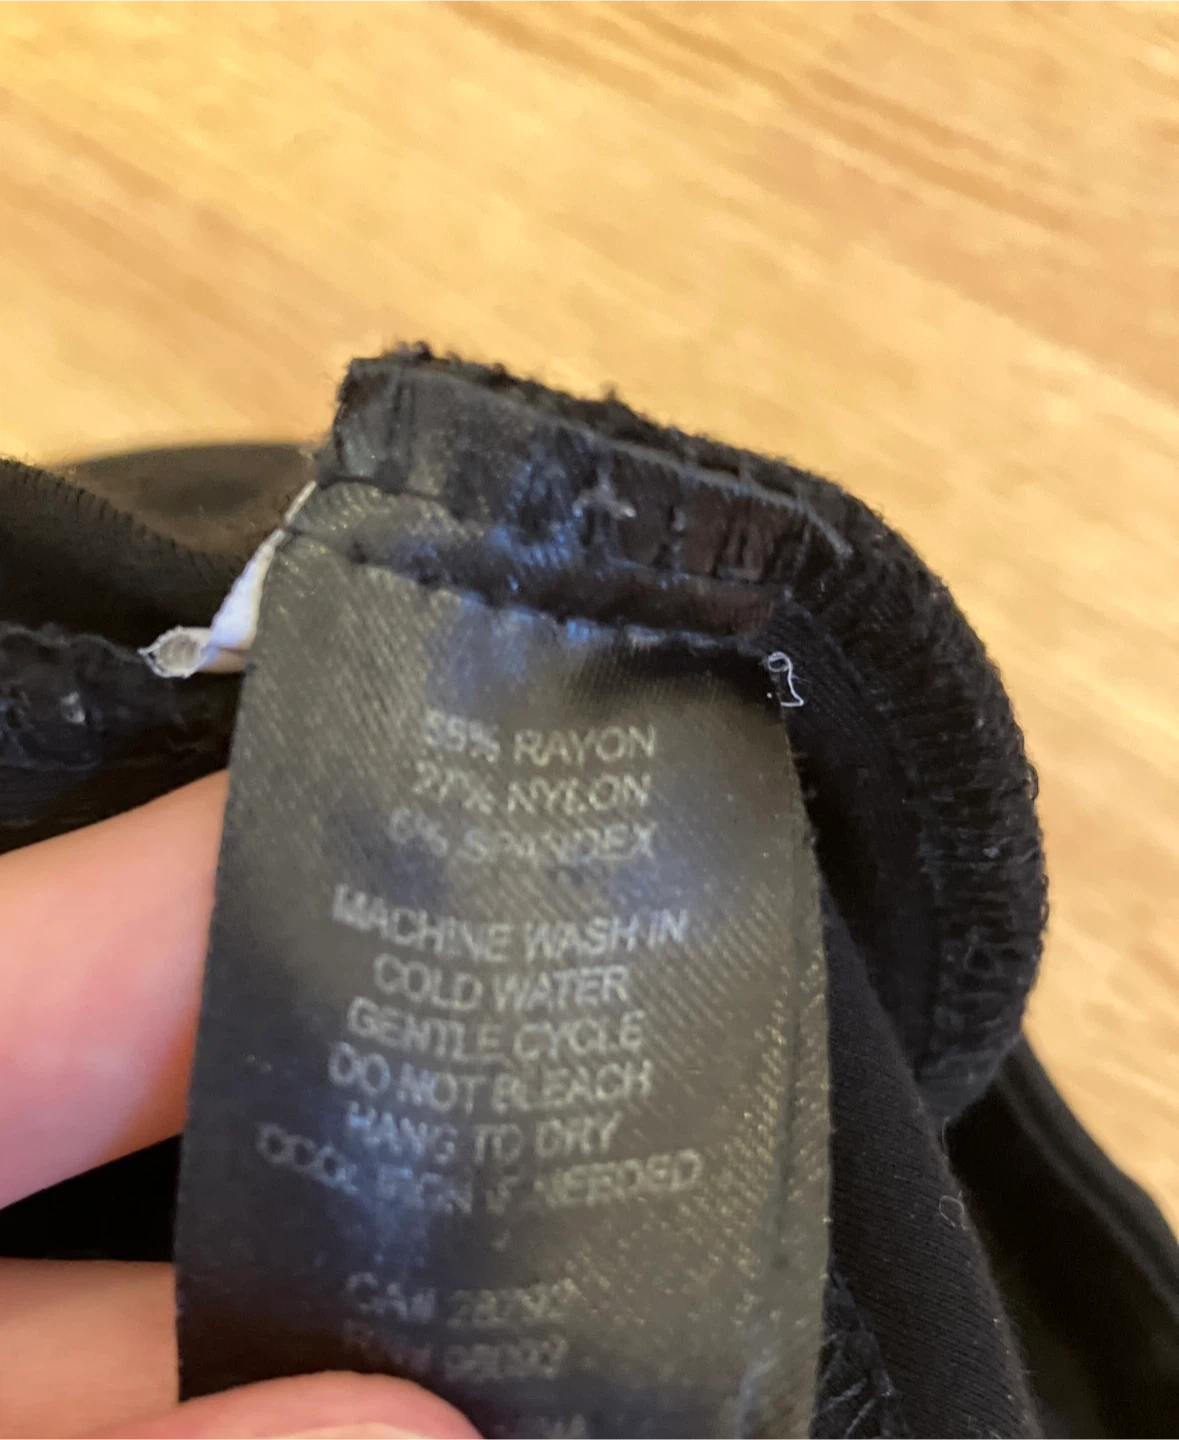 RAYON
27% NYLON
6% SPANDEX
MACHINE WASH IN
COLD WATER
GENTLE CYCLE
DO NOT BLEACH
HANG TO DRY
COOL IRON IF NEEDED
CA#